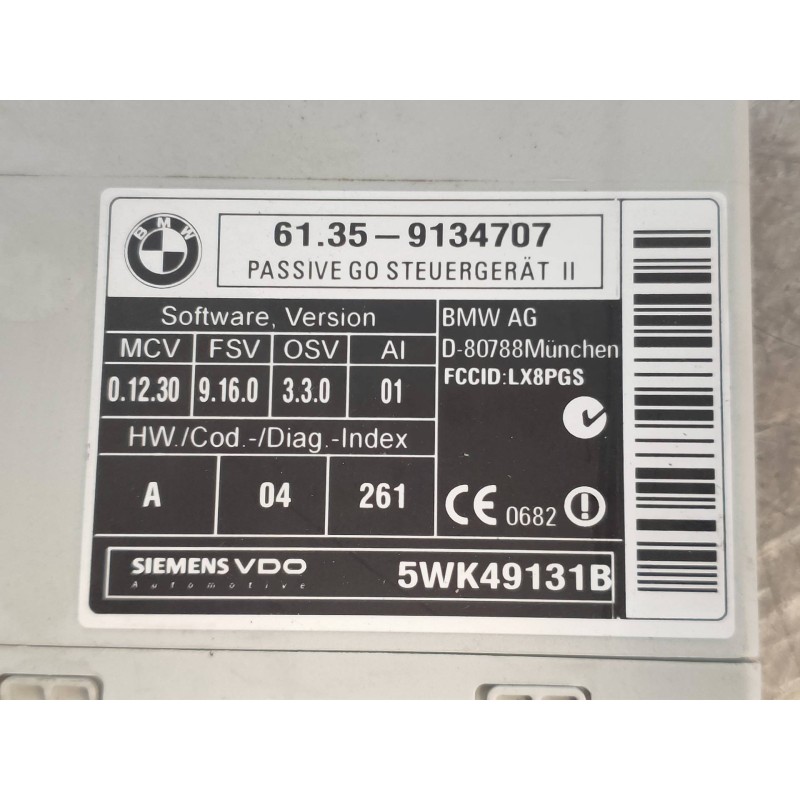 BMW
61.35–9134707
PASSIVE GO STEUERGERÄT II
Software, Version
MCV FSV OSV AI
0.12.30 9.16.0 3.3.0 01
HW./Cod.-/Diag.-Index
A 04 261
BMW AG
D-80788München
FCCID:LX8PGS
CE 0682
SIEMENS VDO
Automotive
5WK49131B